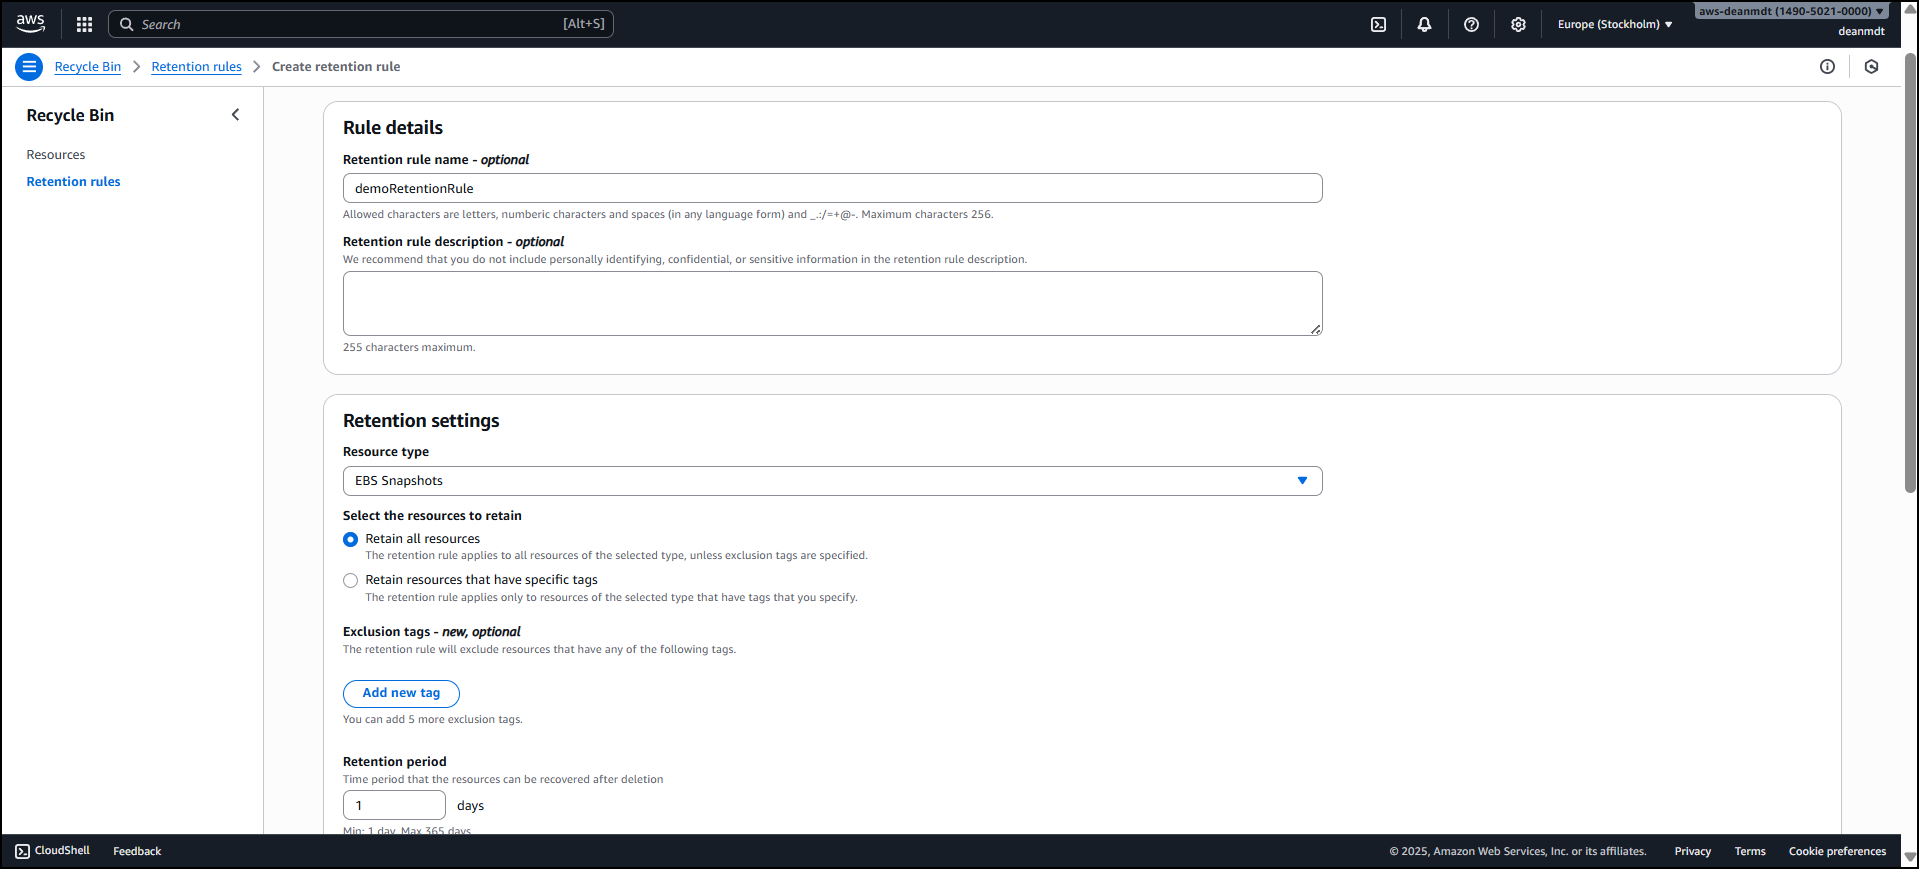 aws
Search
[Alt+S]
Europe (Stockholm)
aws-deanmdt (1490-5021-0000)
deanmdt
Recycle Bin
Retention rules
Create retention rule
Recycle Bin
Resources
Retention rules
Rule details
Retention rule name - optional
demoRetentionRule
Allowed characters are letters, numberic characters and spaces (in any language form) and _.:/=+@-. Maximum characters 256.
Retention rule description - optional
We recommend that you do not include personally identifying, confidential, or sensitive information in the retention rule description.
255 characters maximum.
Retention settings
Resource type
EBS Snapshots
Select the resources to retain
Retain all resources
The retention rule applies to all resources of the selected type, unless exclusion tags are specified.
Retain resources that have specific tags
The retention rule applies only to resources of the selected type that have tags that you specify.
Exclusion tags - new, optional
The retention rule will exclude resources that have any of the following tags.
Add new tag
You can add 5 more exclusion tags.
Retention period
Time period that the resources can be recovered after deletion
1 days
Min: 1 day, Max 365 days
CloudShell
Feedback
© 2025, Amazon Web Services, Inc. or its affiliates.
Privacy
Terms
Cookie preferences